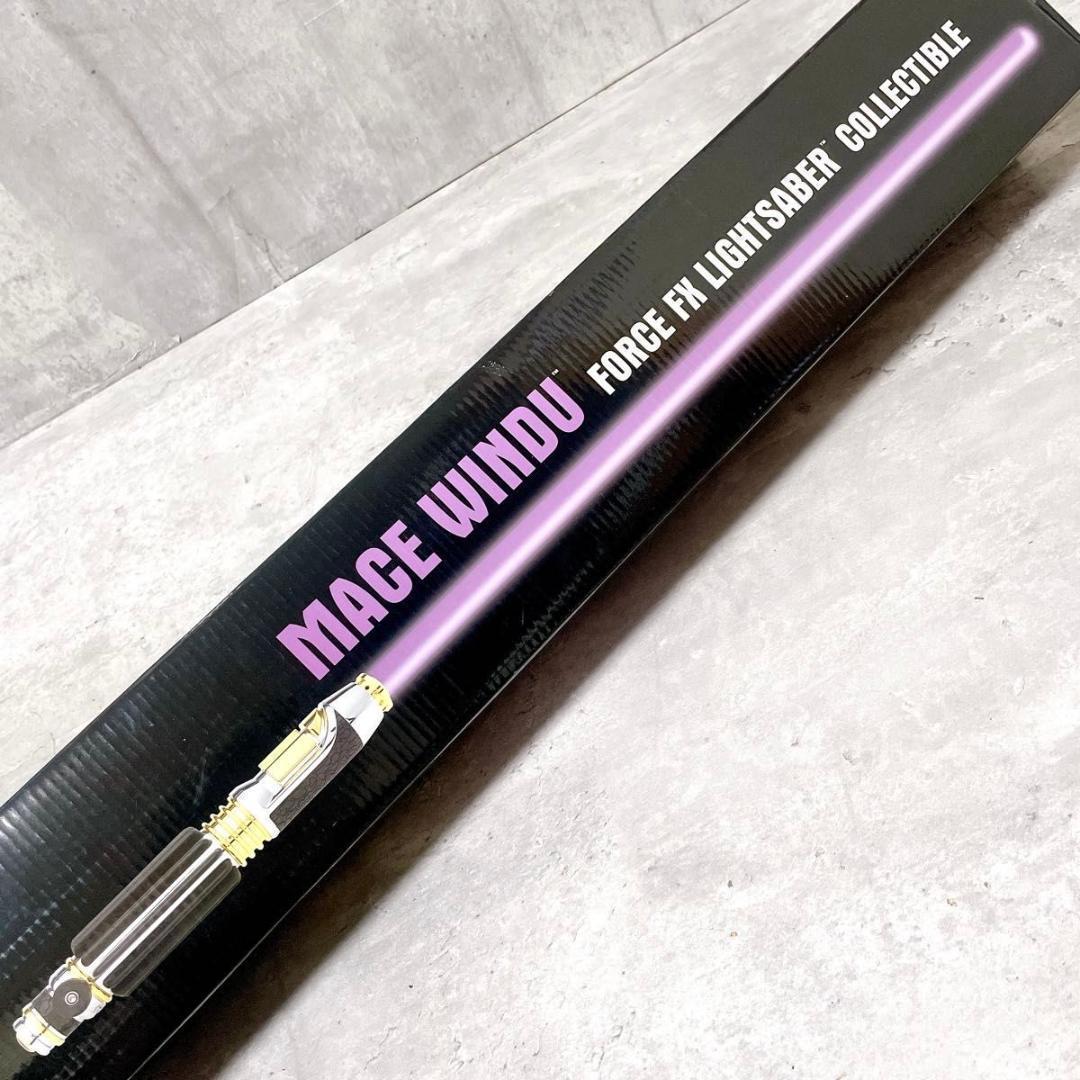 MACE WINDU™
FORCE FX LIGHTSABER™ COLLECTIBLE